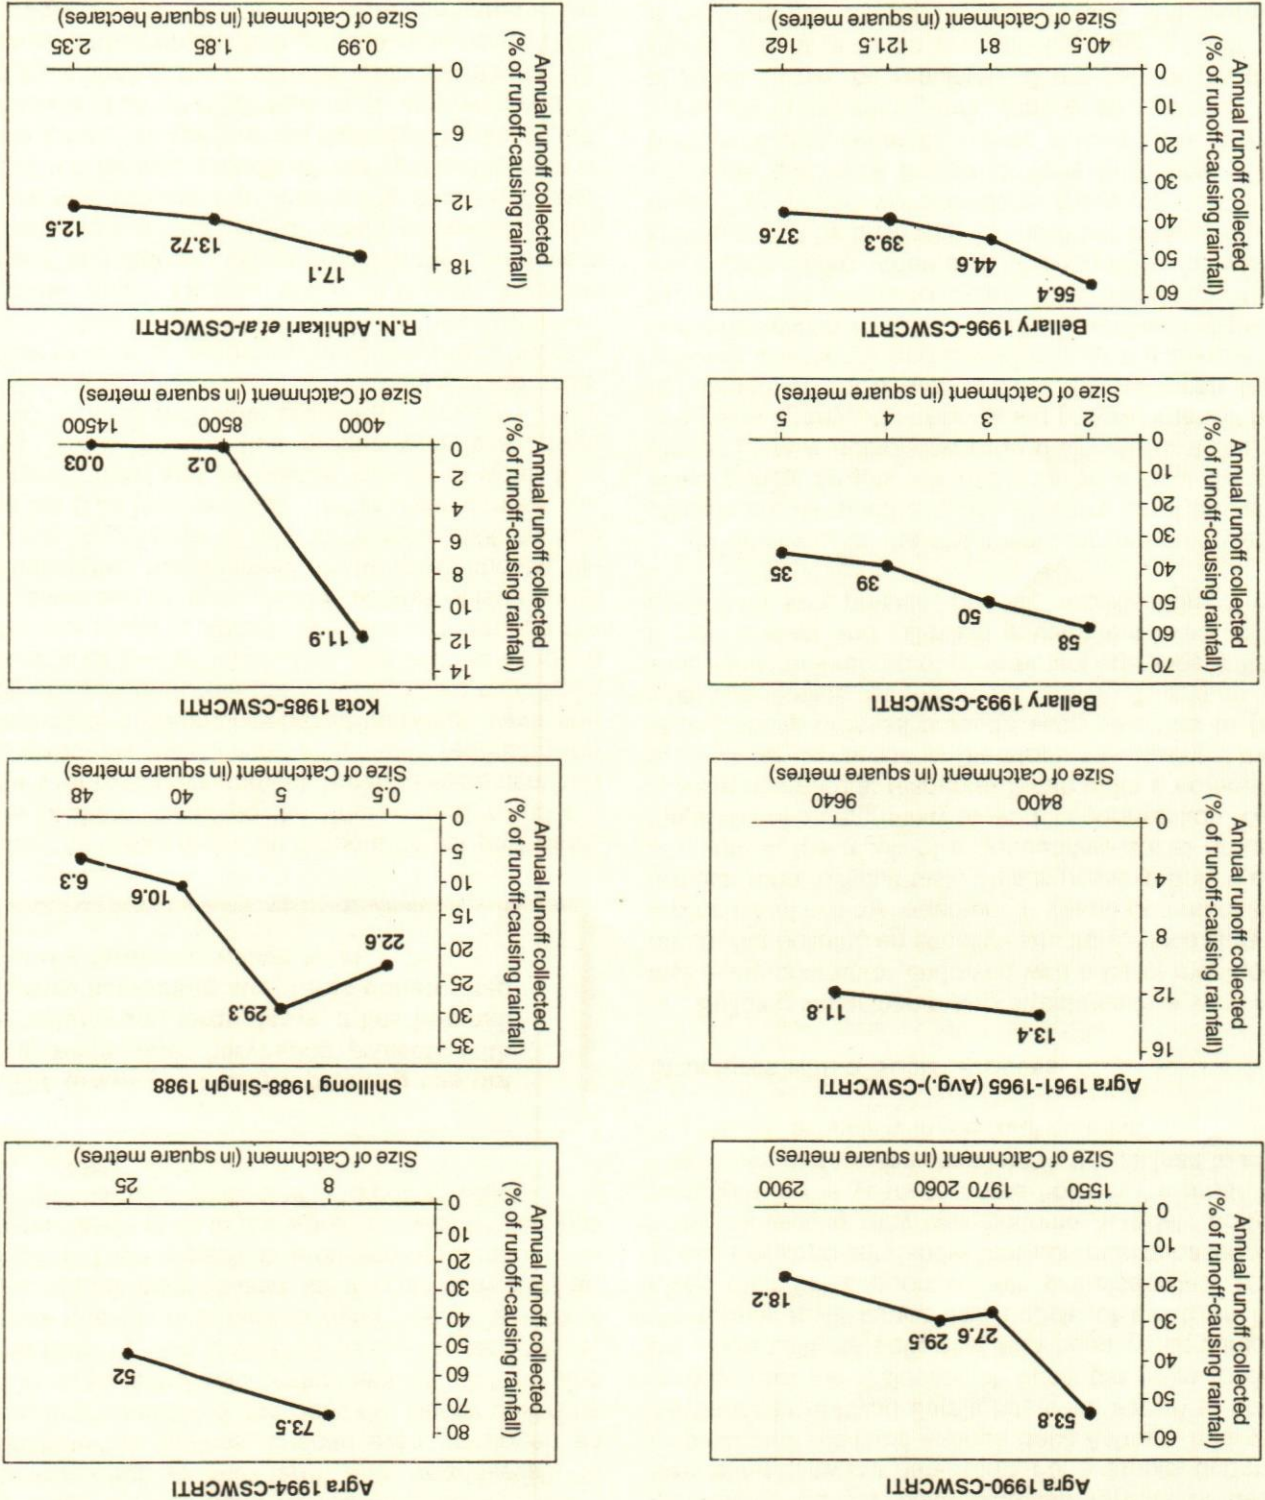 Agra 1990-CSWCRTI
Annual runoff collected
(% of runoff-causing rainfall)
60
50
40
30
20
10
0
53.8
27.6
29.5
18.2
1550 1970 2060 2900
Size of Catchment (in square metres)
Agra 1994-CSWCRTI
Annual runoff collected
(% of runoff-causing rainfall)
80
70
60
50
40
30
20
10
0
73.5
52
8 25
Size of Catchment (in square metres)
Agra 1961-1965 (Avg.)-CSWCRTI
Annual runoff collected
(% of runoff-causing rainfall)
16
12
8
4
0
13.4
11.8
8400 9640
Size of Catchment (in square metres)
Shillong 1988-Singh 1988
Annual runoff collected
(% of runoff-causing rainfall)
35
30
25
20
15
10
5
0
22.6
29.3
10.6
6.3
0.5 5 40 48
Size of Catchment (in square metres)
Bellary 1993-CSWCRTI
Annual runoff collected
(% of runoff-causing rainfall)
70
60
50
40
30
20
10
0
58
50
39
35
2 3 4 5
Size of Catchment (in square metres)
Kota 1985-CSWCRTI
Annual runoff collected
(% of runoff-causing rainfall)
14
12
10
8
6
4
2
0
11.9
0.2
0.03
4000 8500 14500
Size of Catchment (in square metres)
Bellary 1996-CSWCRTI
Annual runoff collected
(% of runoff-causing rainfall)
60
50
40
30
20
10
0
56.4
44.6
39.3
37.6
40.5 81 121.5 162
Size of Catchment (in square metres)
R.N. Adhikari et al-CSWCRTI
Annual runoff collected
(% of runoff-causing rainfall)
18
12
6
0
17.1
13.72
12.5
0.99 1.85 2.35
Size of Catchment (in square hectares)